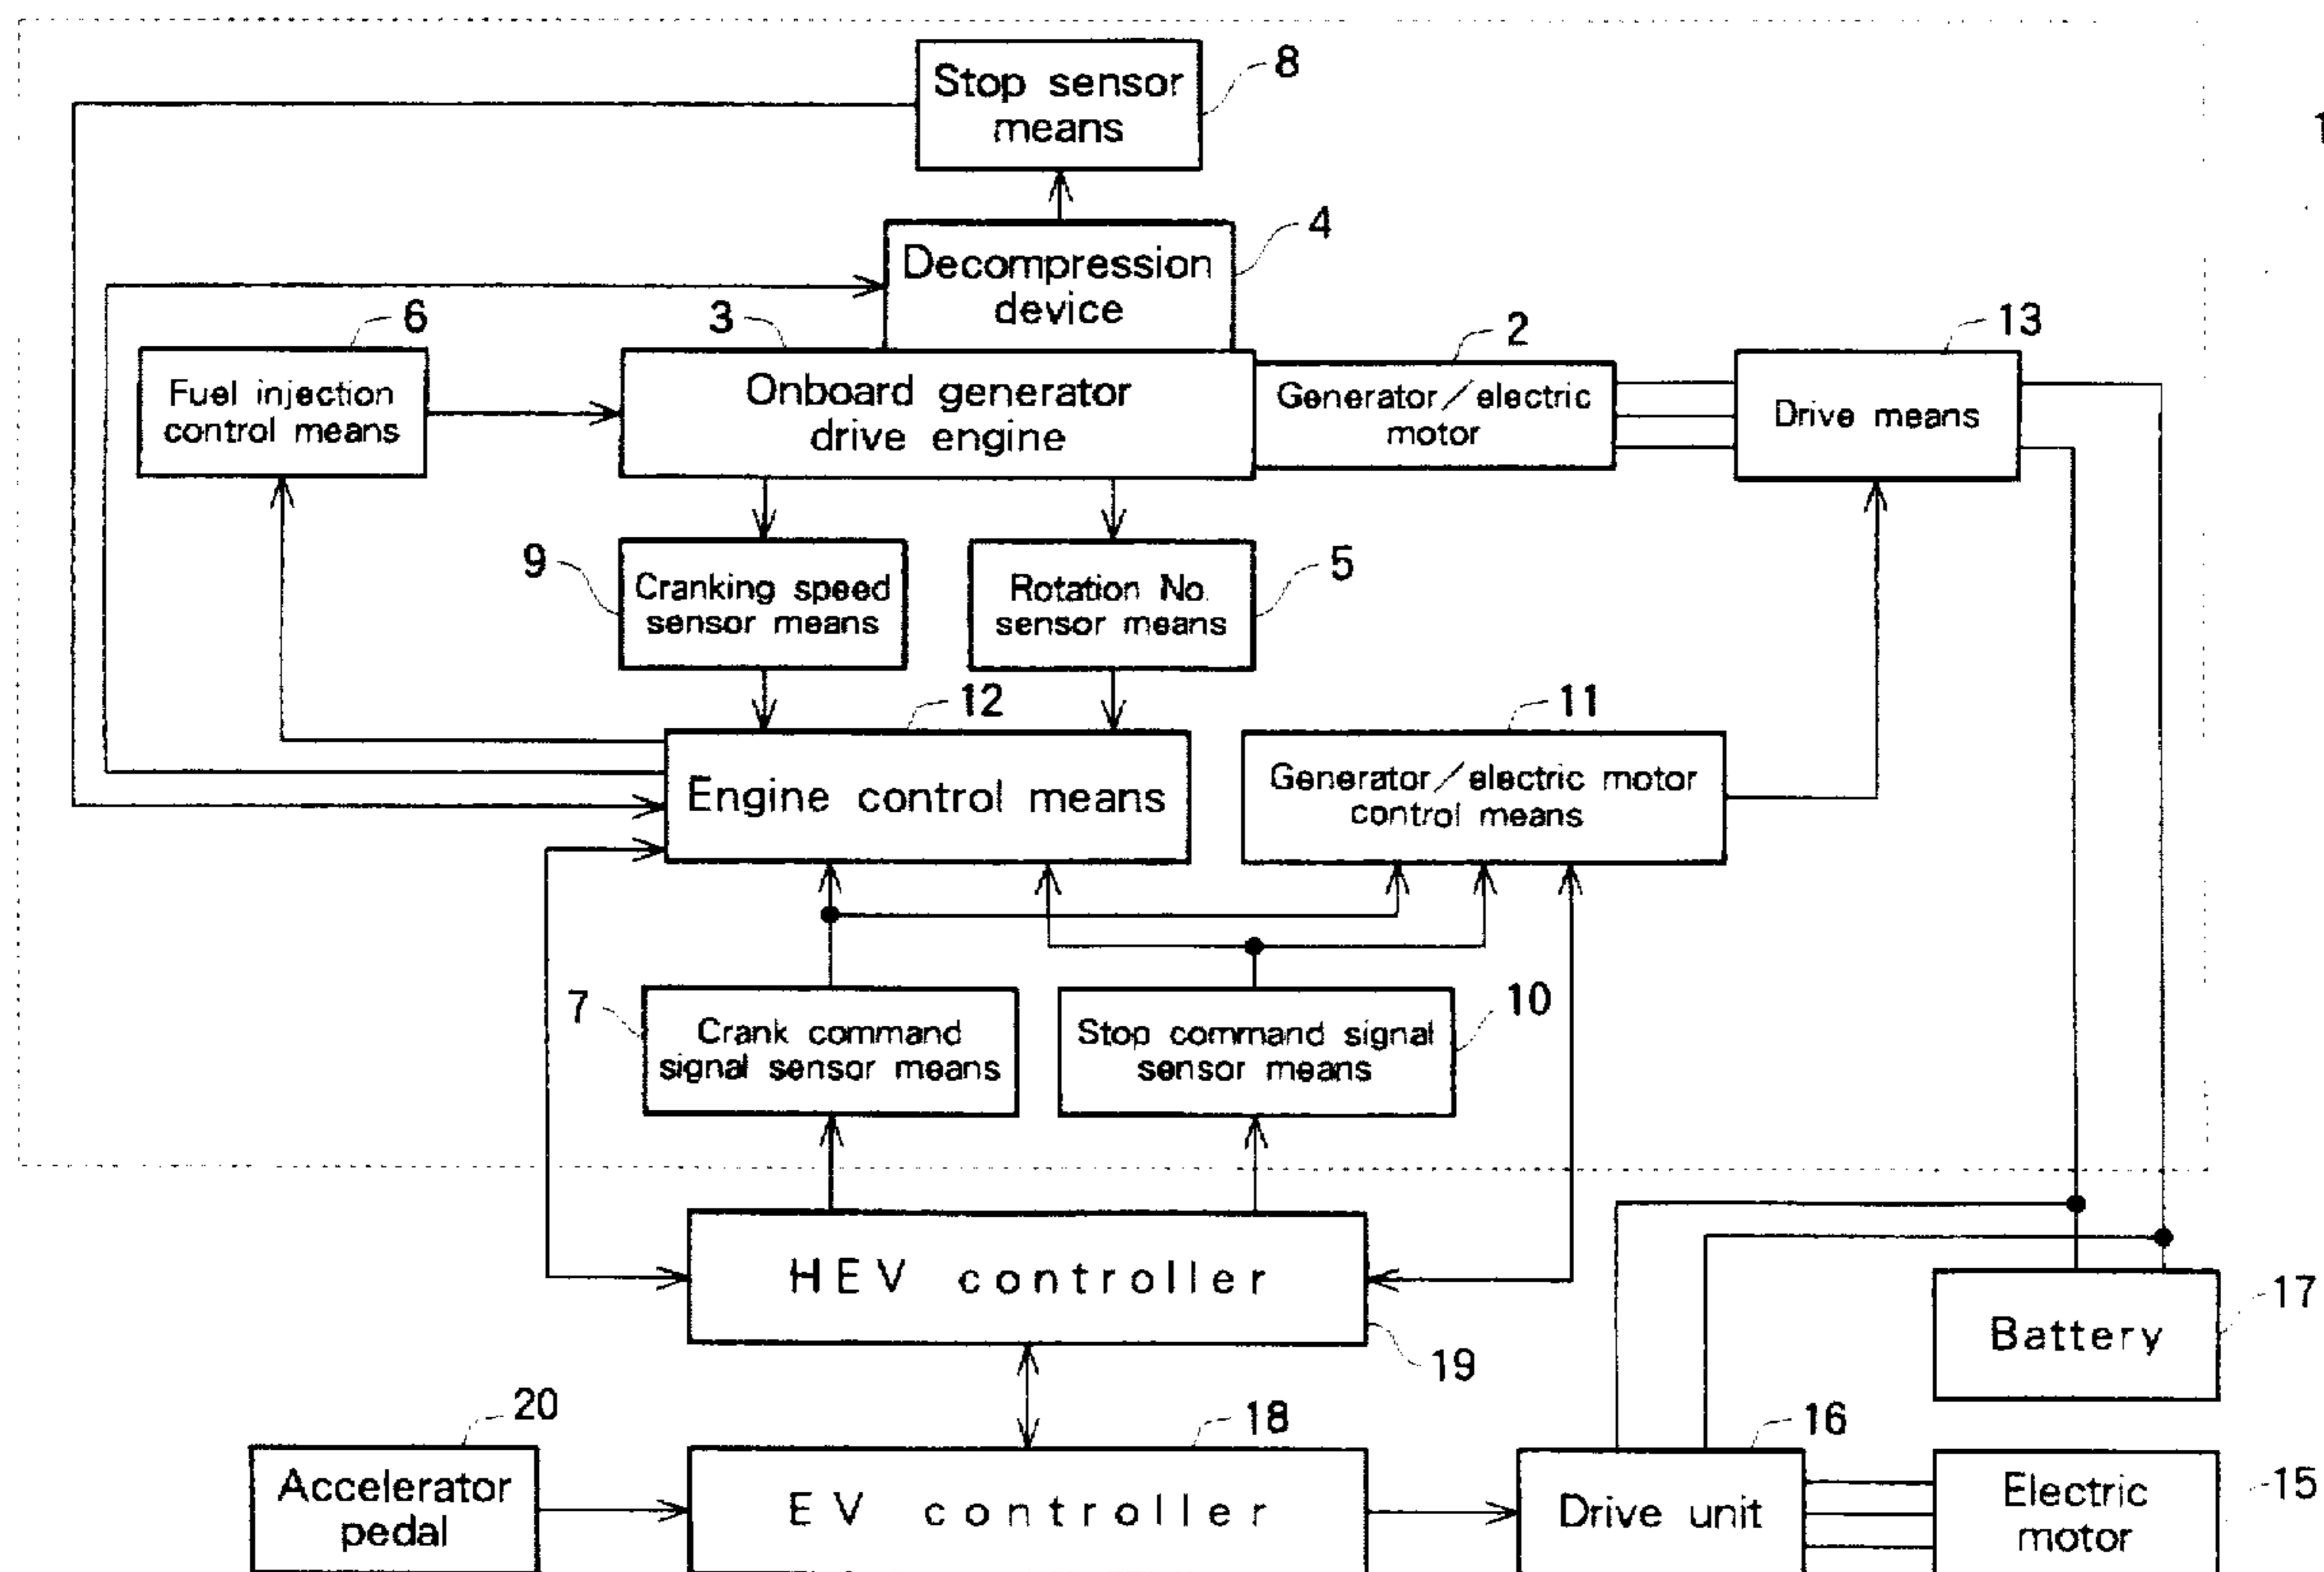 Stop sensor
means
8
1
Decompression
device
4
6
3
2
13
Fuel injection
control means
Onboard generator
drive engine
Generator/electric
motor
Drive means
9
Cranking speed
sensor means
Rotation No.
sensor means
5
12
11
Engine control means
Generator/electric motor
control means
7
Crank command
signal sensor means
Stop command signal
sensor means
10
HEV controller
19
Battery
17
20
18
16
Accelerator
pedal
EV controller
Drive unit
Electric
motor
15